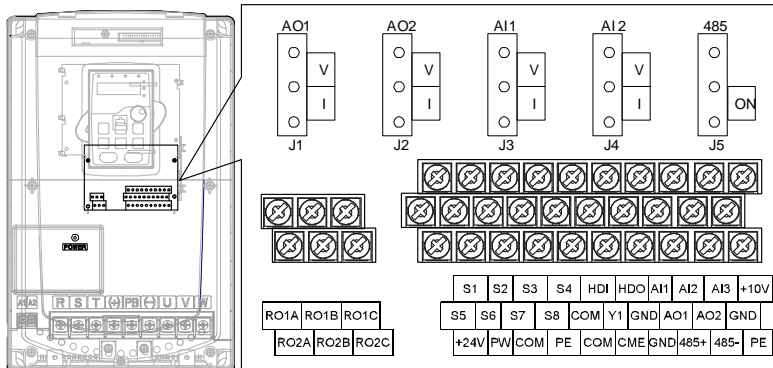 AO1 AO2 AI1 AI2 485
V V V V
I I I I ON
J1 J2 J3 J4 J5
POWER
A1 A2 R S T (+) PB (-) U V W
S1 S2 S3 S4 HDI HDO AI1 AI2 AI3 +10V
RO1A RO1B RO1C
S5 S6 S7 S8 COM Y1 GND AO1 AO2 GND
RO2A RO2B RO2C
+24V PW COM PE COM CME GND 485+ 485- PE